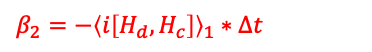 β₂ = −⟨i[H_d, H_c]⟩₁ * Δt